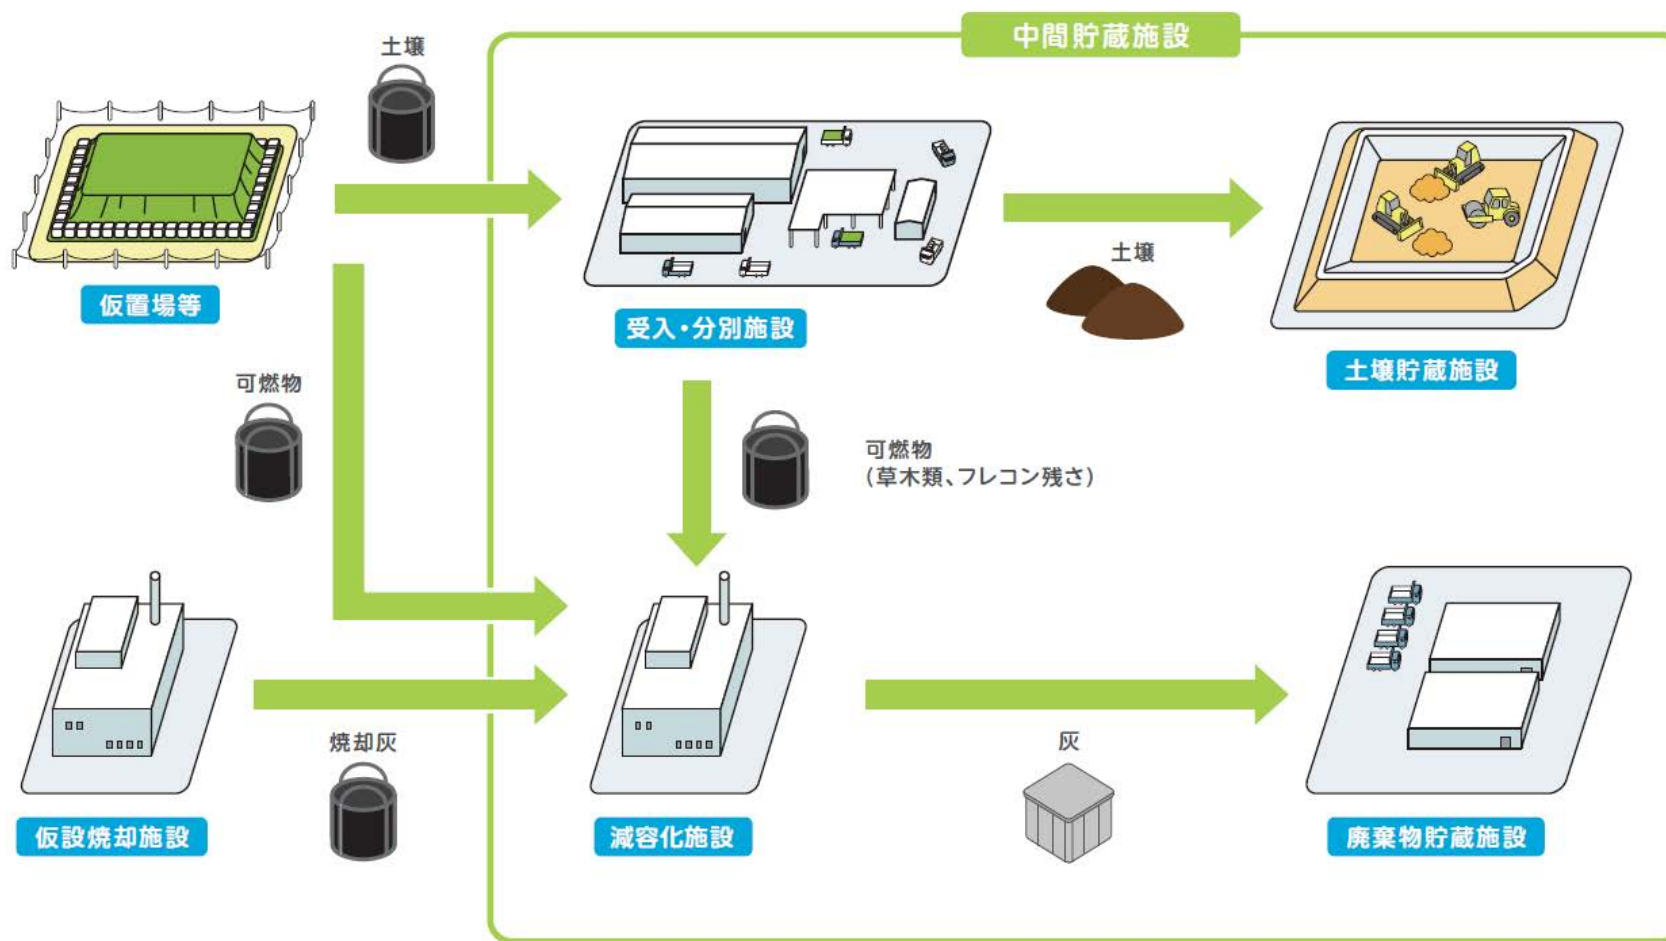 中間貯蔵施設
土壌
仮置場等
受入・分別施設
土壌
土壌貯蔵施設
可燃物
可燃物
(草木類、フレコン残さ)
焼却灰
灰
仮設焼却施設
減容化施設
廃棄物貯蔵施設